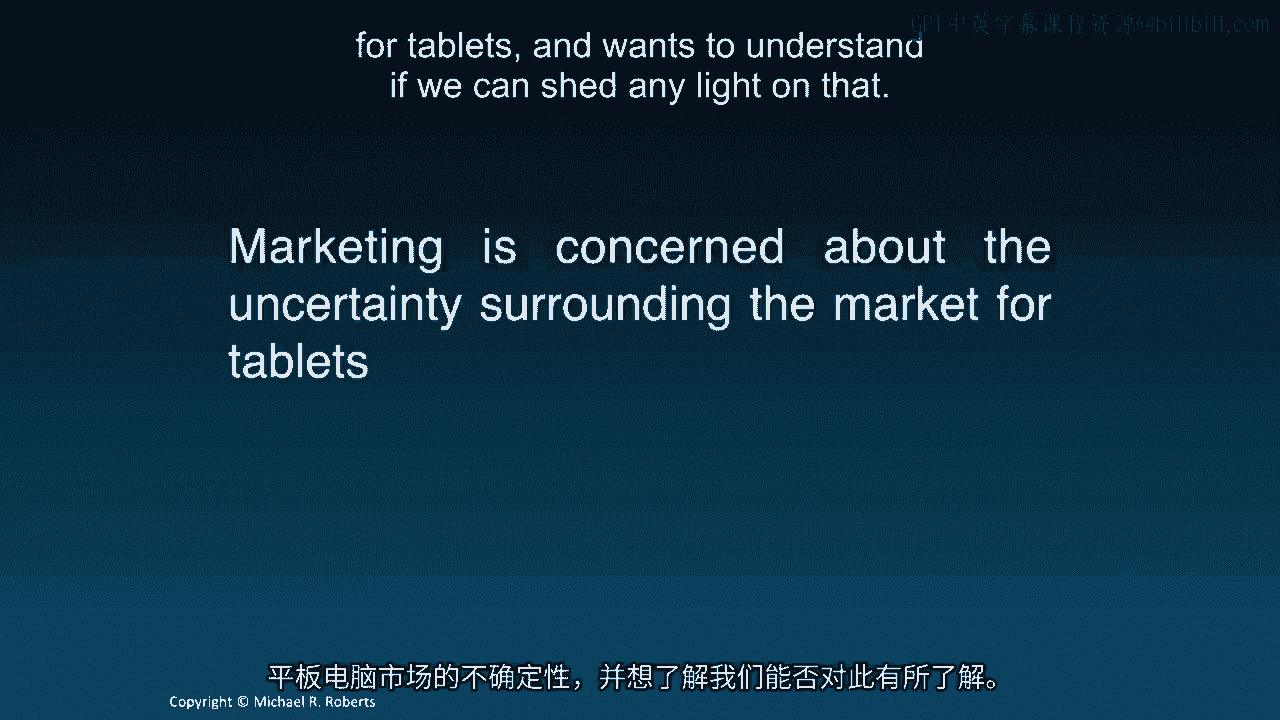 GPT中英字幕课程资源@bilibili.com
for tablets, and wants to understand
if we can shed any light on that.
Marketing is concerned about the
uncertainty surrounding the market for
tablets
平板电脑市场的不确定性，并想了解我们能否对此有所了解。
Copyright © Michael R. Roberts